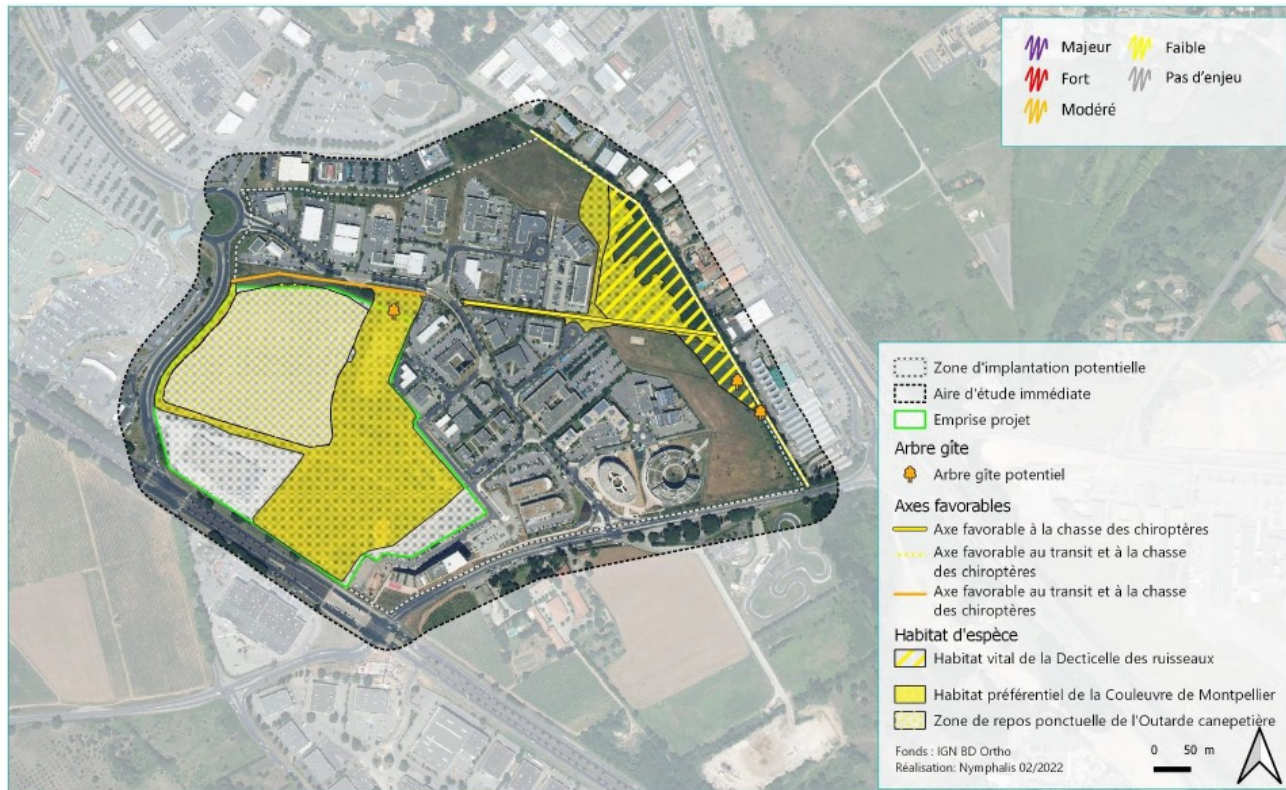 Majeur
Faible
Fort
Pas d'enjeu
Modéré
Zone d'implantation potentielle
Aire d'étude immédiate
Emprise projet
Arbre gîte
Arbre gîte potentiel
Axes favorables
Axe favorable à la chasse des chiroptères
Axe favorable au transit et à la chasse
des chiroptères
Axe favorable au transit et à la chasse
des chiroptères
Habitat d'espèce
Habitat vital de la Decticelle des ruisseaux
Habitat préférentiel de la Couleuvre de Montpellier
Zone de repos ponctuelle de l'Outarde canepetière
Fonds : IGN BD Ortho
Réalisation: Nymphalis 02/2022
0 50 m